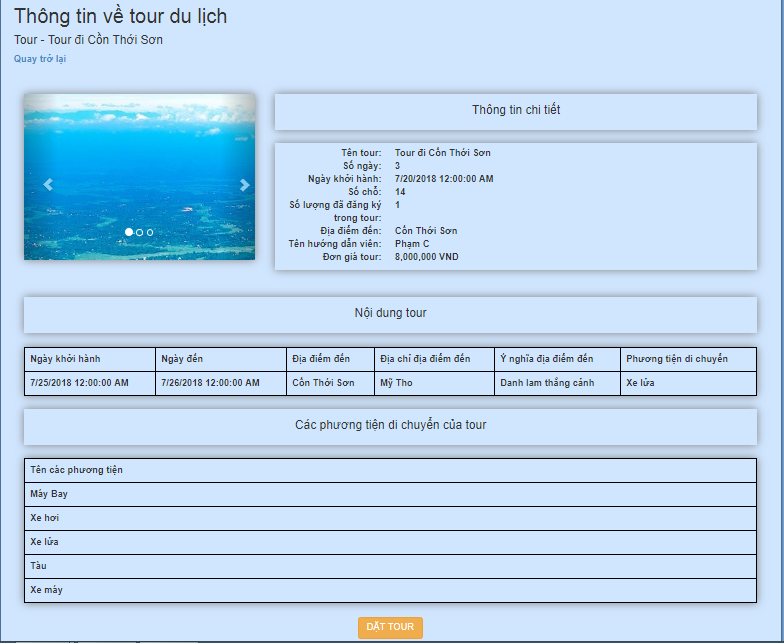 Thông tin về tour du lịch
Tour - Tour đi Cồn Thới Sơn
Quay trở lại
Thông tin chi tiết
Tên tour: Tour đi Cồn Thới Sơn
Số ngày: 3
Ngày khởi hành: 7/20/2018 12:00:00 AM
Số chỗ: 14
Số lượng đã đăng ký 1
trong tour:
Địa điểm đến: Cồn Thới Sơn
Tên hướng dẫn viên: Phạm C
Đơn giá tour: 8,000,000 VND
Nội dung tour
Ngày khởi hành Ngày đến Địa điểm đến Địa chỉ địa điểm đến Ý nghĩa địa điểm đến Phương tiện di chuyển
7/25/2018 12:00:00 AM 7/26/2018 12:00:00 AM Cồn Thới Sơn Mỹ Tho Danh lam thắng cảnh Xe lửa
Các phương tiện di chuyển của tour
Tên các phương tiện
Máy Bay
Xe hơi
Xe lửa
Tàu
Xe máy
ĐẶT TOUR